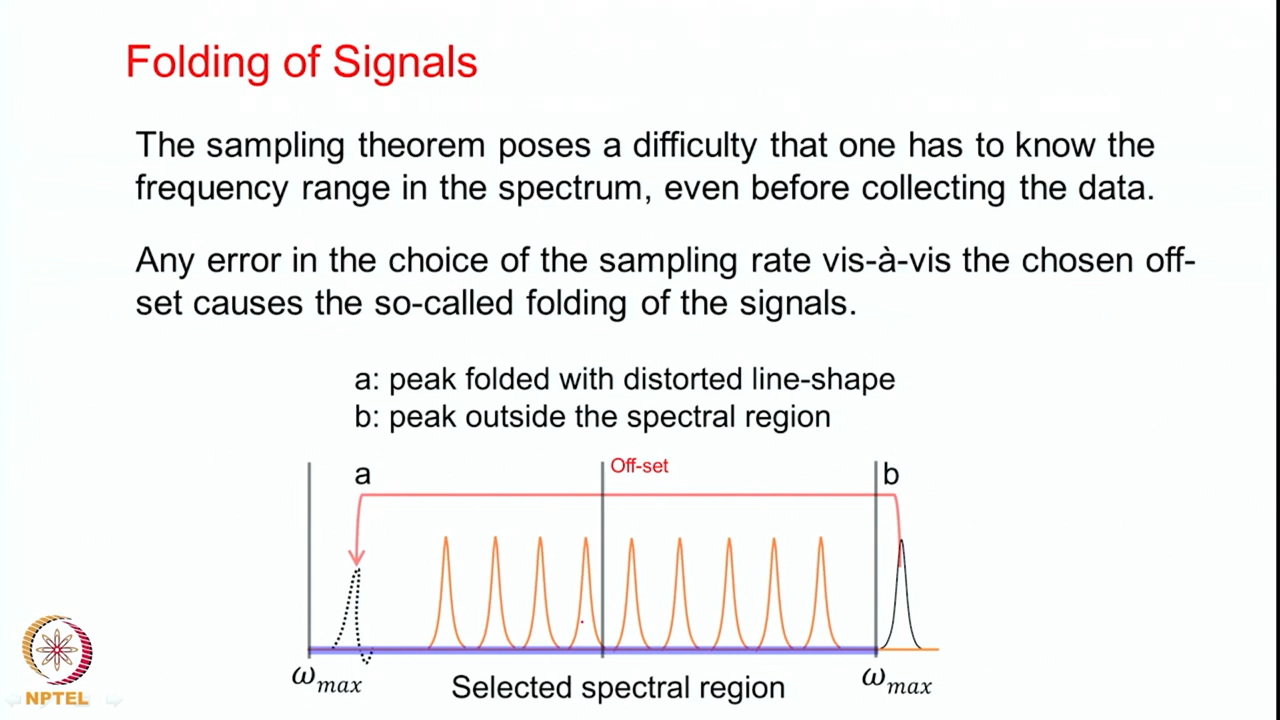 Folding of Signals
The sampling theorem poses a difficulty that one has to know the
frequency range in the spectrum, even before collecting the data.
Any error in the choice of the sampling rate vis-à-vis the chosen off-
set causes the so-called folding of the signals.
a: peak folded with distorted line-shape
b: peak outside the spectral region
a
Off-set
b
ω_max
Selected spectral region
ω_max
NPTEL